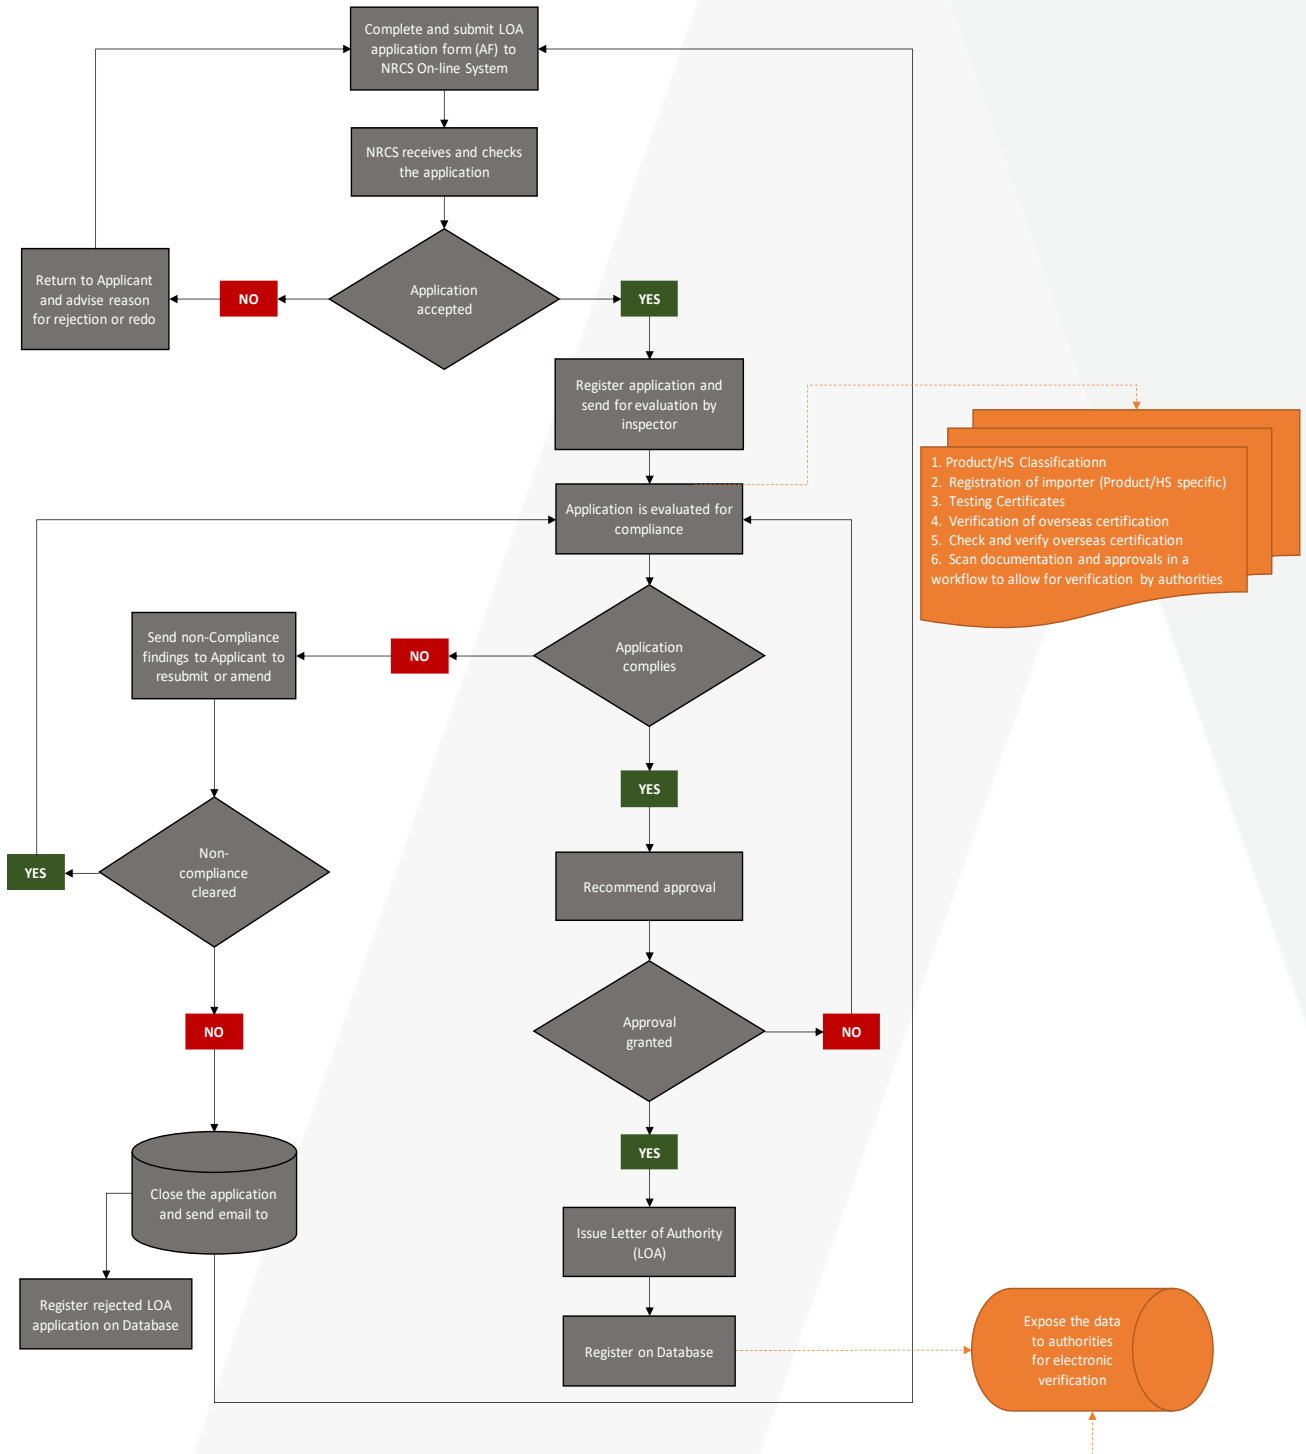 Complete and submit LOA
application form (AF) to
NRCS On-line System
NRCS receives and checks
the application
Return to Applicant
and advise reason
for rejection or redo
NO
Application
accepted
YES
Register application and
send for evaluation by
inspector
1. Product/HS Classificationn
2. Registration of importer (Product/HS specific)
3. Testing Certificates
4. Verification of overseas certification
5. Check and verify overseas certification
6. Scan documentation and approvals in a
workflow to allow for verification by authorities
Application is evaluated for
compliance
Send non-Compliance
findings to Applicant to
resubmit or amend
NO
Application
complies
YES
YES
Non-
compliance
cleared
Recommend approval
NO
Approval
granted
NO
YES
Close the application
and send email to
Issue Letter of Authority
(LOA)
Register rejected LOA
application on Database
Register on Database
Expose the data
to authorities
for electronic
verification